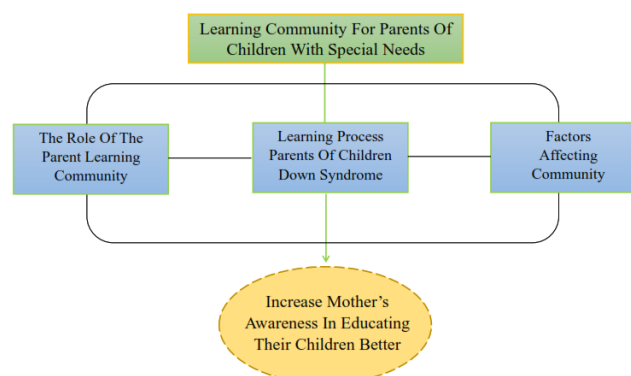 Learning Community For Parents Of
Children With Special Needs
The Role Of The
Parent Learning
Community
Learning Process
Parents Of Children
Down Syndrome
Factors
Affecting
Community
Increase Mother's
Awareness In Educating
Their Children Better